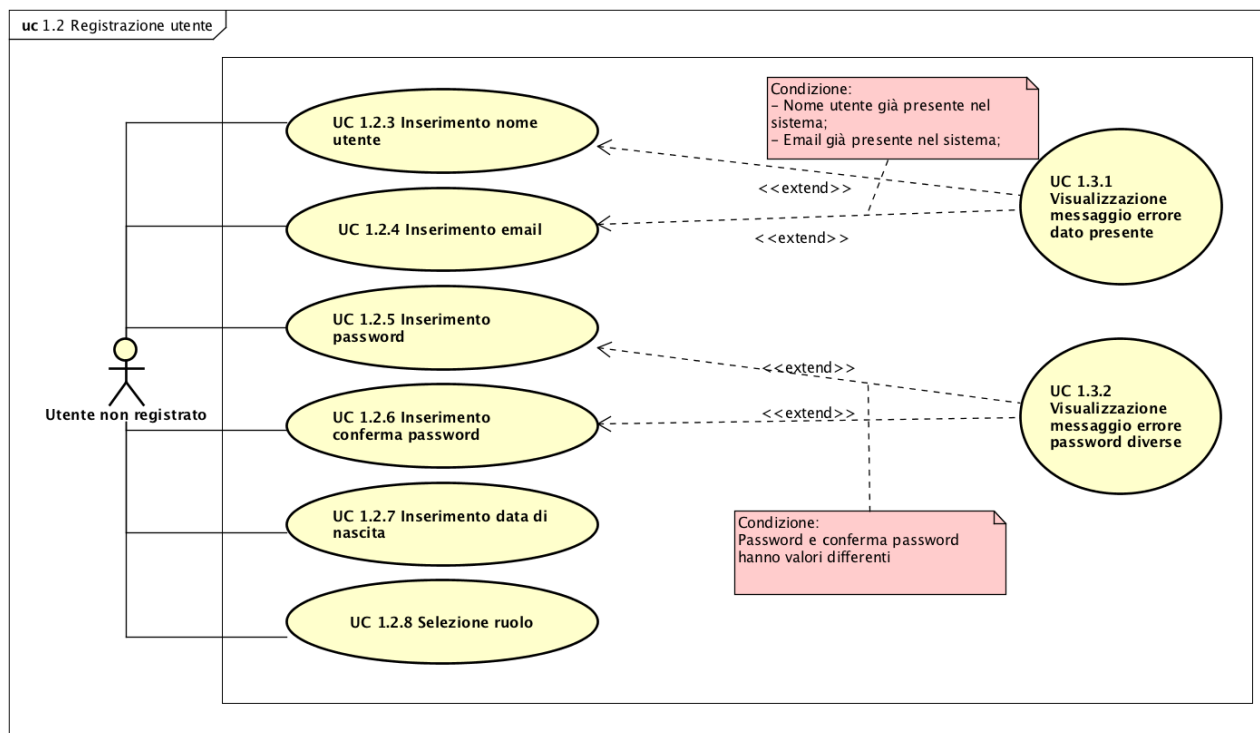 uc 1.2 Registrazione utente
Condizione:
- Nome utente già presente nel
sistema;
- Email già presente nel sistema;
UC 1.2.3 Inserimento nome
utente
<<extend>>
UC 1.3.1
Visualizzazione
messaggio errore
dato presente
UC 1.2.4 Inserimento email
<<extend>>
UC 1.2.5 Inserimento
password
<<extend>>
UC 1.3.2
Visualizzazione
messaggio errore
password diverse
Utente non registrato
UC 1.2.6 Inserimento
conferma password
<<extend>>
UC 1.2.7 Inserimento data di
nascita
Condizione:
Password e conferma password
hanno valori differenti
UC 1.2.8 Selezione ruolo